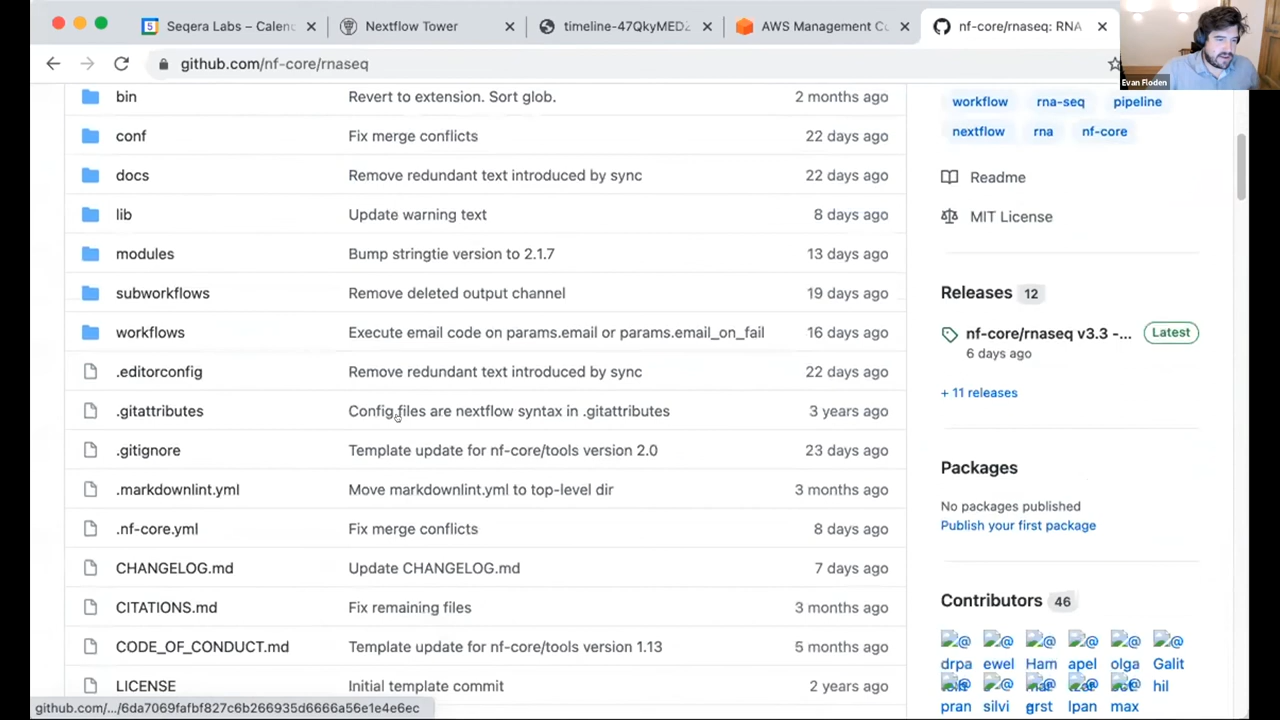 Seqera Labs – Calenc
Nextflow Tower
timeline-47QkyMEDZ
AWS Management Co
nf-core/rnaseq: RNA
github.com/nf-core/rnaseq
Evan Floden
bin Revert to extension. Sort glob. 2 months ago
conf Fix merge conflicts 22 days ago
docs Remove redundant text introduced by sync 22 days ago
lib Update warning text 8 days ago
modules Bump stringtie version to 2.1.7 13 days ago
subworkflows Remove deleted output channel 19 days ago
workflows Execute email code on params.email or params.email_on_fail 16 days ago
.editorconfig Remove redundant text introduced by sync 22 days ago
.gitattributes Config files are nextflow syntax in .gitattributes 3 years ago
.gitignore Template update for nf-core/tools version 2.0 23 days ago
.markdownlint.yml Move markdownlint.yml to top-level dir 3 months ago
.nf-core.yml Fix merge conflicts 8 days ago
CHANGELOG.md Update CHANGELOG.md 7 days ago
CITATIONS.md Fix remaining files 3 months ago
CODE_OF_CONDUCT.md Template update for nf-core/tools version 1.13 5 months ago
LICENSE Initial template commit 2 years ago
github.com/.../6da7069fafbf827c6b266935d6666a56e1e4e6ec
workflow rna-seq pipeline
nextflow rna nf-core
Readme
MIT License
Releases 12
nf-core/rnaseq v3.3 -... Latest
6 days ago
+ 11 releases
Packages
No packages published
Publish your first package
Contributors 46
@ @ @ @ @ @
drpa ewel Ham apel olga Galit
hil
pran silvi grst lpan max